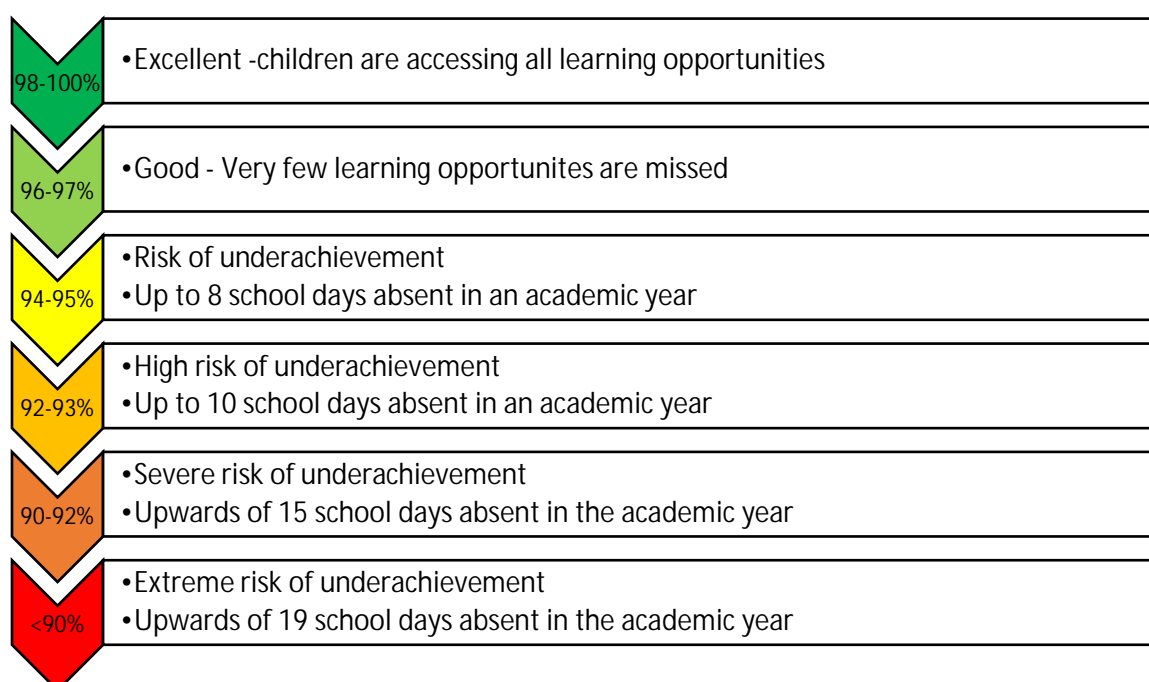 98-100%
•Excellent -children are accessing all learning opportunities
96-97%
•Good - Very few learning opportunites are missed
94-95%
•Risk of underachievement
•Up to 8 school days absent in an academic year
92-93%
•High risk of underachievement
•Up to 10 school days absent in an academic year
90-92%
•Severe risk of underachievement
•Upwards of 15 school days absent in the academic year
<90%
•Extreme risk of underachievement
•Upwards of 19 school days absent in the academic year